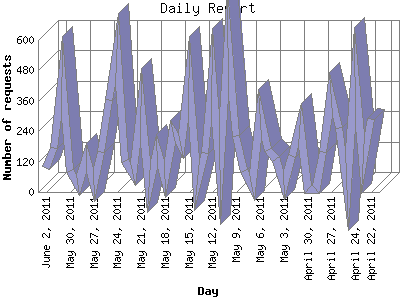 Daily Report
Number of requests
600
480
360
240
120
0
June 2, 2011
May 30, 2011
May 27, 2011
May 24, 2011
May 21, 2011
May 18, 2011
May 15, 2011
May 12, 2011
May 9, 2011
May 6, 2011
May 3, 2011
April 30, 2011
April 27, 2011
April 24, 2011
April 22, 2011
Day